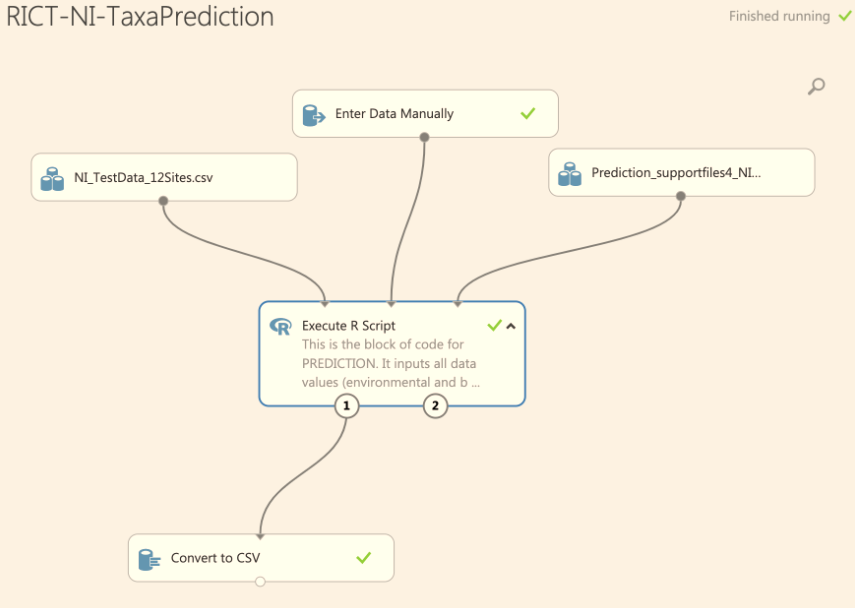 RICT-NI-TaxaPrediction
Finished running
Enter Data Manually
NI_TestData_12Sites.csv
Prediction_supportfiles4_NI...
Execute R Script
This is the block of code for
PREDICTION. It inputs all data
values (environmental and b ...
1
2
Convert to CSV